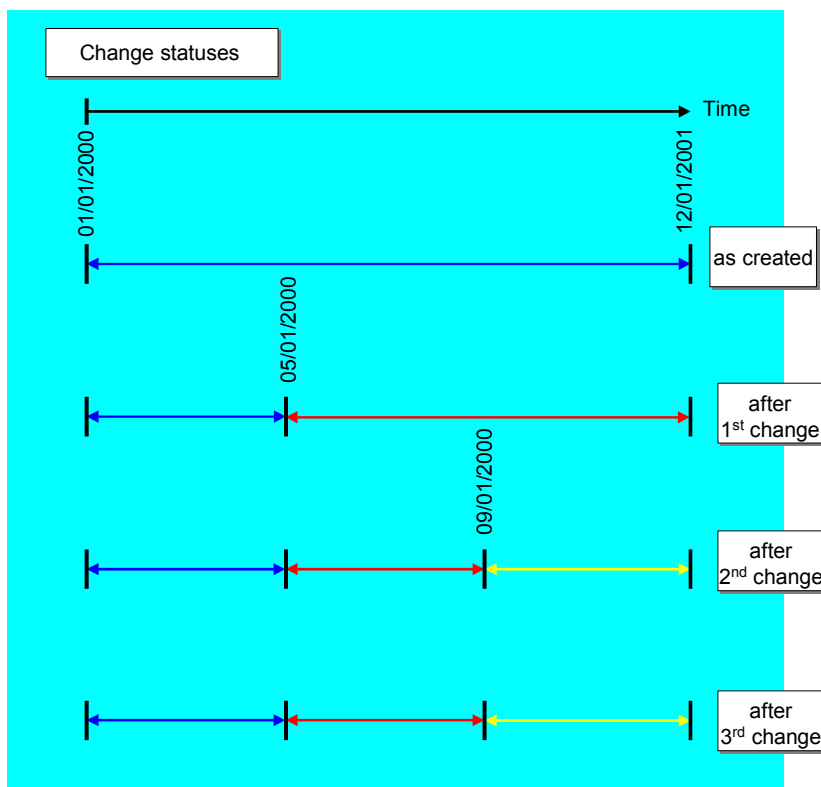 Change statuses
Time
01/01/2000
12/01/2001
as created
05/01/2000
after
1st change
09/01/2000
after
2nd change
after
3rd change